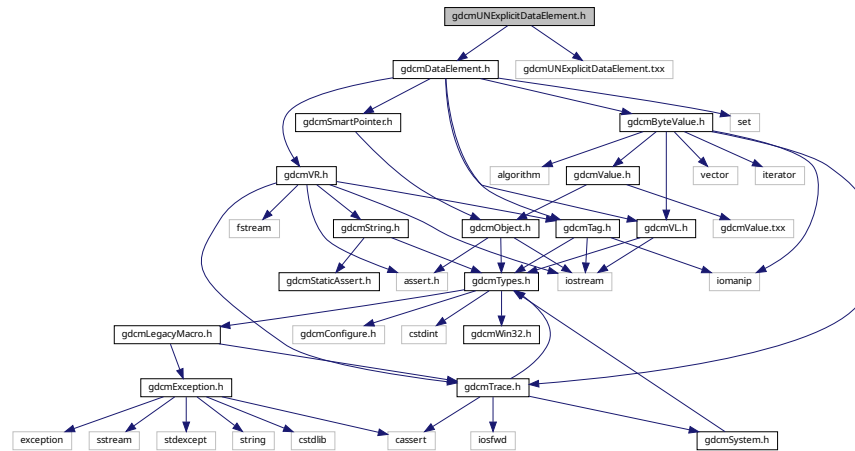 gdcmUNExplicitDataElement.h
gdcmDataElement.h
gdcmUNExplicitDataElement.txx
gdcmSmartPointer.h
gdcmByteValue.h
set
gdcmVR.h
algorithm
gdcmValue.h
vector
iterator
fstream
gdcmString.h
gdcmObject.h
gdcmTag.h
gdcmVL.h
gdcmValue.txx
gdcmStaticAssert.h
assert.h
gdcmTypes.h
iostream
iomanip
gdcmLegacyMacro.h
gdcmConfigure.h
cstdint
gdcmWin32.h
gdcmException.h
gdcmTrace.h
exception
sstream
stdexcept
string
cstdlib
cassert
iosfwd
gdcmSystem.h